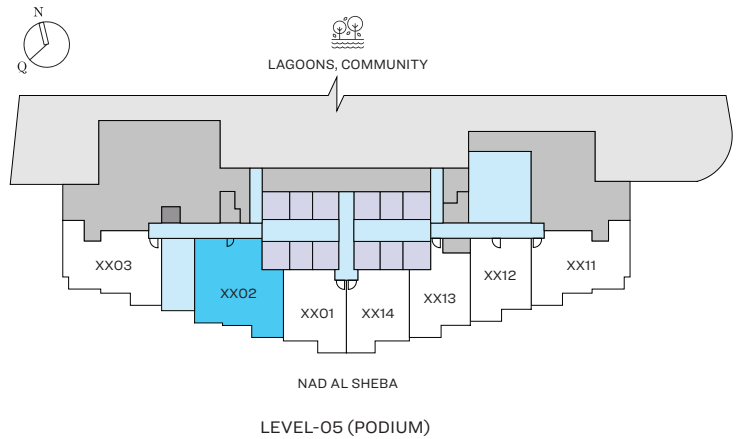 N
Q
LAGOONS, COMMUNITY
XX03
XX02
XX01
XX14
XX13
XX12
XX11
NAD AL SHEBA
LEVEL-05 (PODIUM)